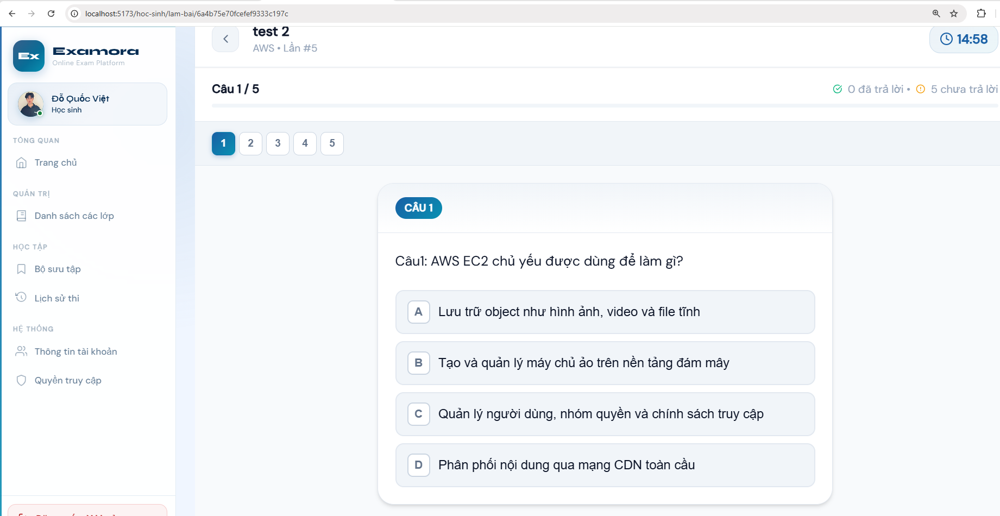 localhost:5173/hoc-sinh/lam-bai/6a4b75e70fcefef9333c197c
Ex
Examora
Online Exam Platform
Đỗ Quốc Việt
Học sinh
TỔNG QUAN
Trang chủ
QUẢN TRỊ
Danh sách các lớp
HỌC TẬP
Bộ sưu tập
Lịch sử thi
HỆ THỐNG
Thông tin tài khoản
Quyền truy cập
test 2
AWS • Lần #5
14:58
Câu 1 / 5
0 đã trả lời • 5 chưa trả lời
1 2 3 4 5
CÂU 1
Câu1: AWS EC2 chủ yếu được dùng để làm gì?
A Lưu trữ object như hình ảnh, video và file tĩnh
B Tạo và quản lý máy chủ ảo trên nền tảng đám mây
C Quản lý người dùng, nhóm quyền và chính sách truy cập
D Phân phối nội dung qua mạng CDN toàn cầu